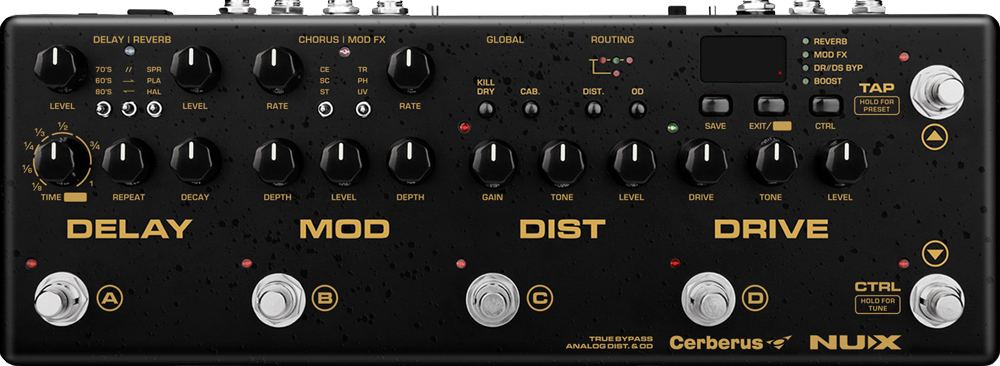 DELAY | REVERB
CHORUS | MOD FX
GLOBAL
ROUTING
REVERB
MOD FX
DR/DS BYP
BOOST
70'S // SPR
60'S PLA
80'S HAL
CE TR
SC PH
ST UV
LEVEL
LEVEL
RATE
RATE
KILL
DRY
CAB.
DIST.
OD
SAVE
EXIT/
CTRL
TAP
HOLD FOR
PRESET
1/8 1/6 1/4 1/3 1/2 3/4 1
TIME
REPEAT
DECAY
DEPTH
LEVEL
DEPTH
GAIN
TONE
LEVEL
DRIVE
TONE
LEVEL
DELAY
MOD
DIST
DRIVE
A
B
C
D
CTRL
HOLD FOR
TUNE
TRUE BYPASS
ANALOG DIST. & OD
Cerberus
NUX